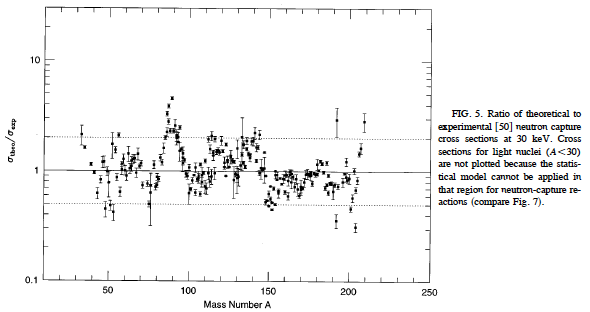 10
1
0.1
σtheo/σexp
50
100
150
200
250
Mass Number A
FIG. 5. Ratio of theoretical to
experimental [50] neutron capture
cross sections at 30 keV. Cross
sections for light nuclei (A<30)
are not plotted because the statis-
tical model cannot be applied in
that region for neutron-capture re-
actions (compare Fig. 7).